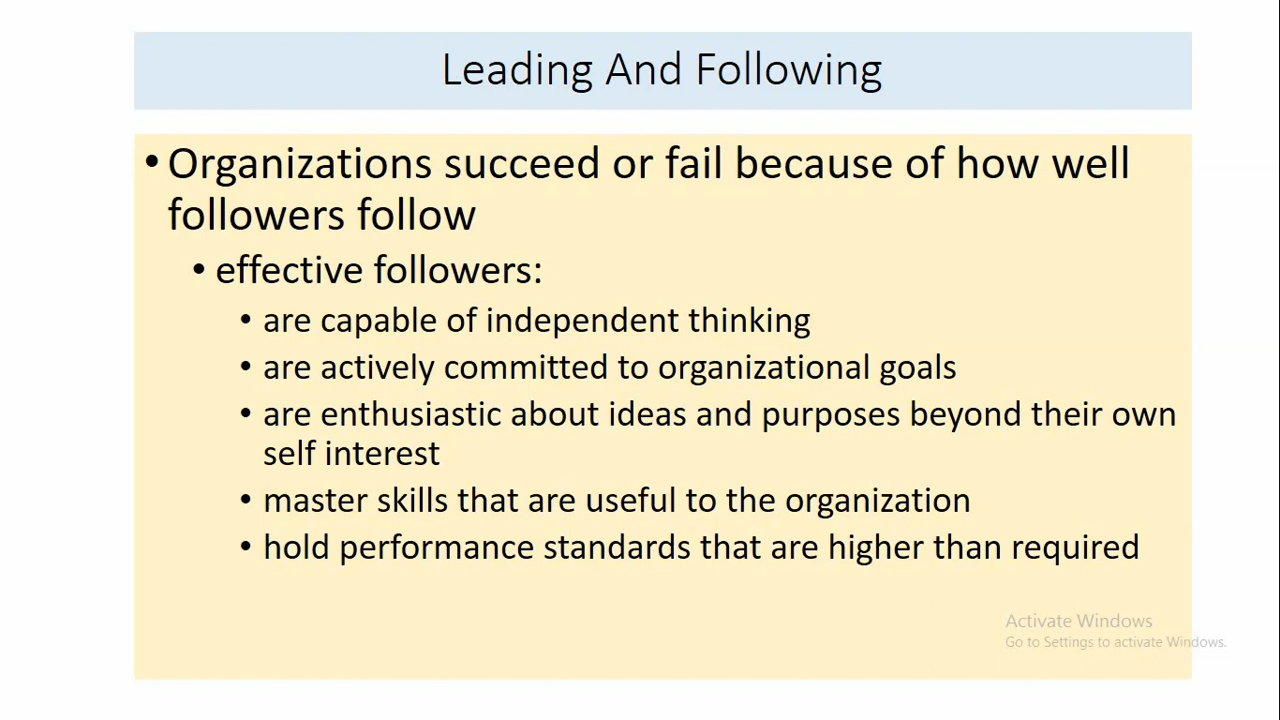 Leading And Following
• Organizations succeed or fail because of how well
followers follow
• effective followers:
• are capable of independent thinking
• are actively committed to organizational goals
• are enthusiastic about ideas and purposes beyond their own
self interest
• master skills that are useful to the organization
• hold performance standards that are higher than required
Activate Windows
Go to Settings to activate Windows.